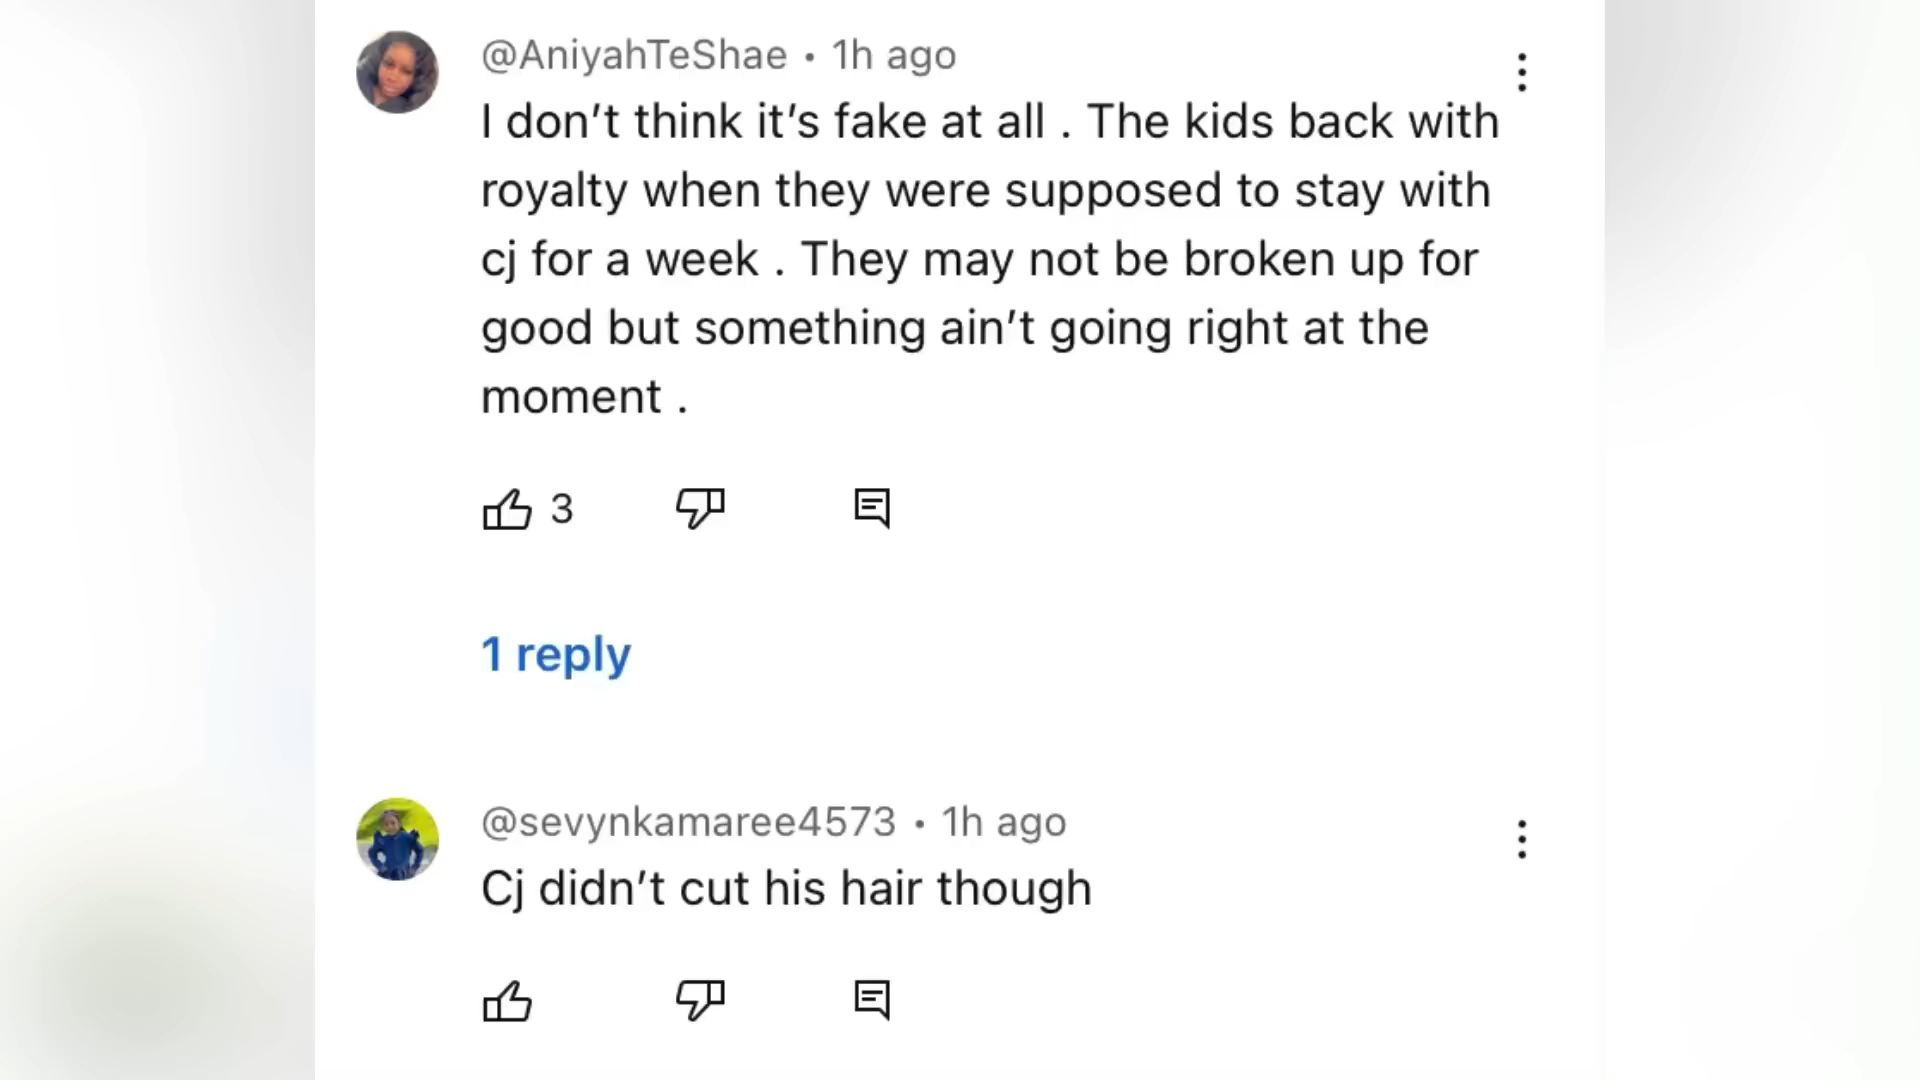 @AniyahTeShae • 1h ago
I don’t think it’s fake at all . The kids back with
royalty when they were supposed to stay with
cj for a week . They may not be broken up for
good but something ain’t going right at the
moment .
3
1 reply
@sevynkamaree4573 • 1h ago
Cj didn’t cut his hair though